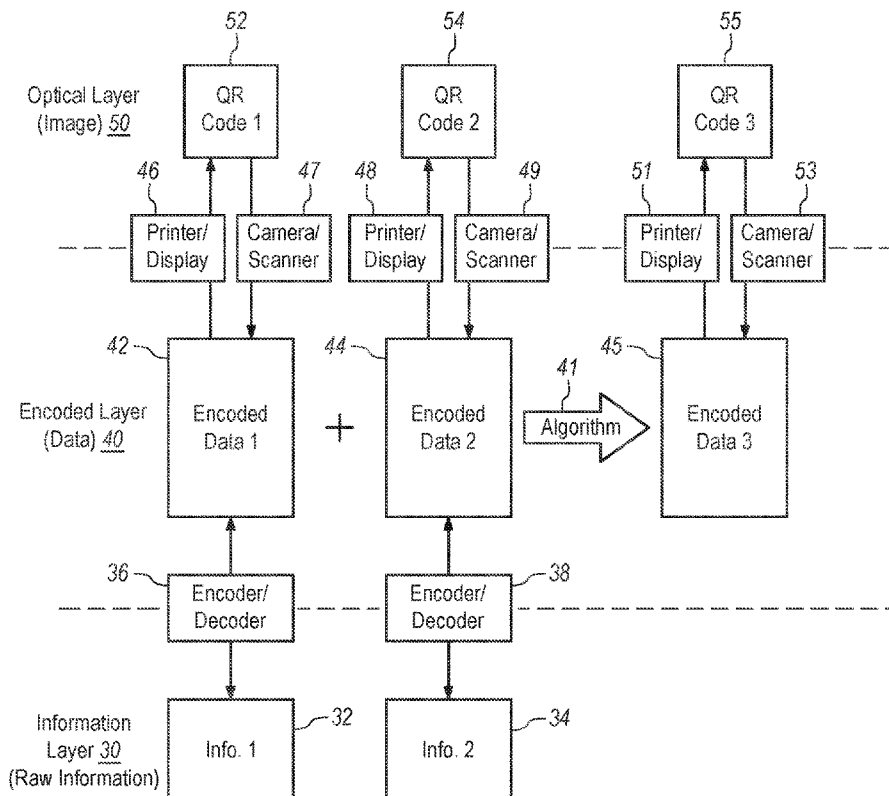 52
54
55
Optical Layer
(Image) 50
QR
Code 1
QR
Code 2
QR
Code 3
46
47
48
49
51
53
Printer/
Display
Camera/
Scanner
Printer/
Display
Camera/
Scanner
Printer/
Display
Camera/
Scanner
42
44
41
45
Encoded Layer
(Data) 40
Encoded
Data 1
+
Encoded
Data 2
Algorithm
Encoded
Data 3
36
38
Encoder/
Decoder
Encoder/
Decoder
Information
Layer 30
(Raw Information)
32
34
Info. 1
Info. 2